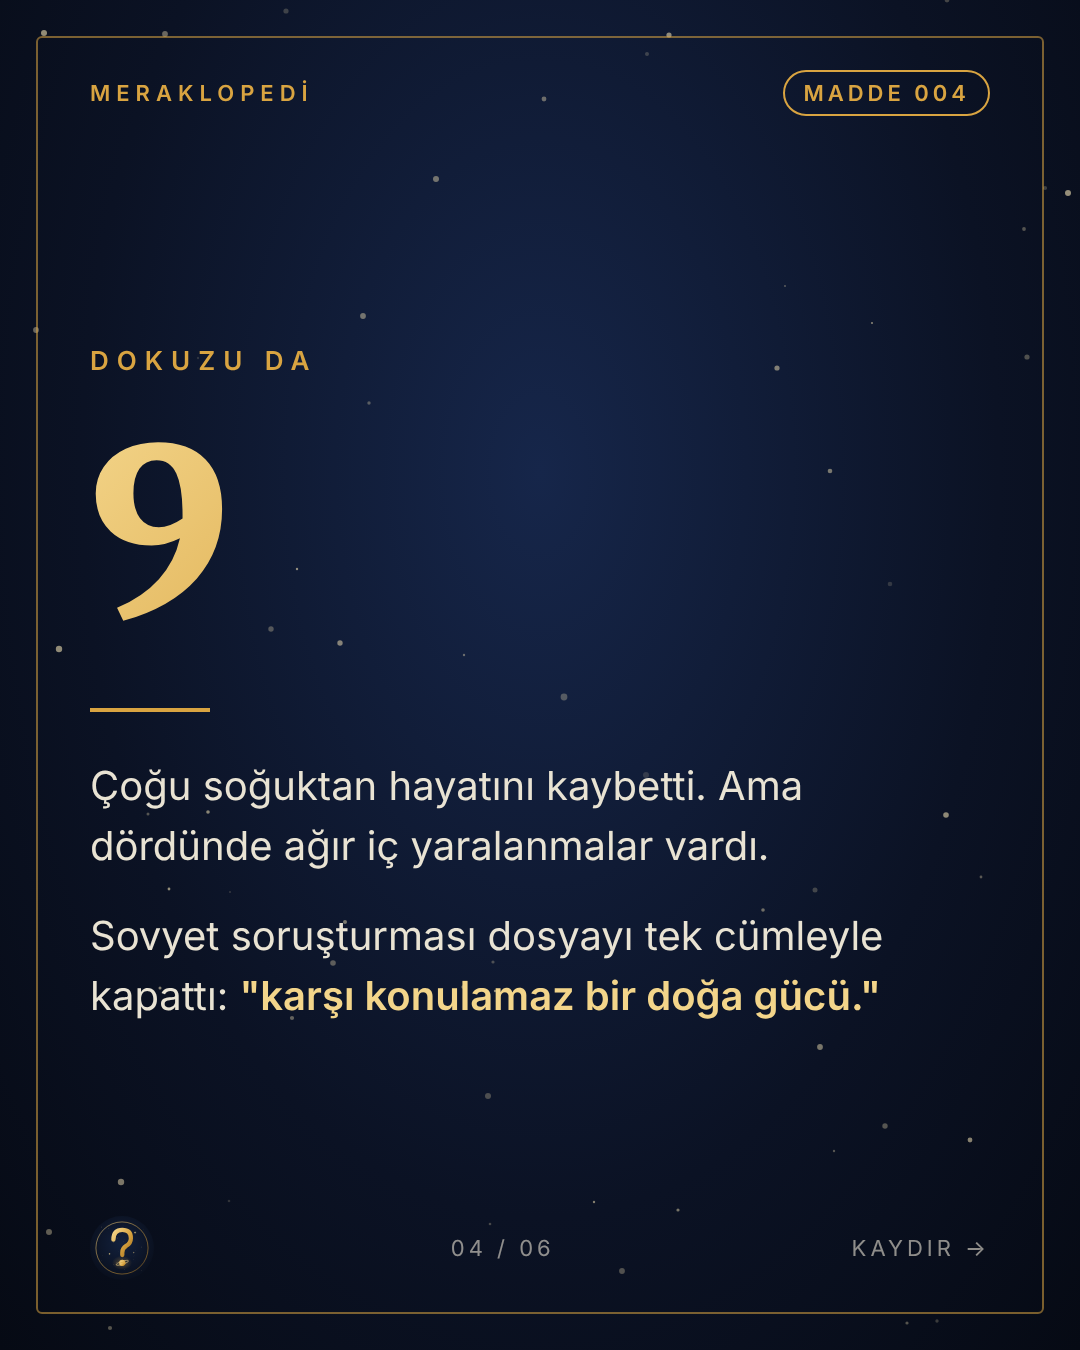 MERAKLOPEDİ
MADDE 004
DOKUZU DA
9
Çoğu soğuktan hayatını kaybetti. Ama
dördünde ağır iç yaralanmalar vardı.
Sovyet soruşturması dosyayı tek cümleyle
kapattı: "karşı konulamaz bir doğa gücü."
?
04 / 06
KAYDIR →